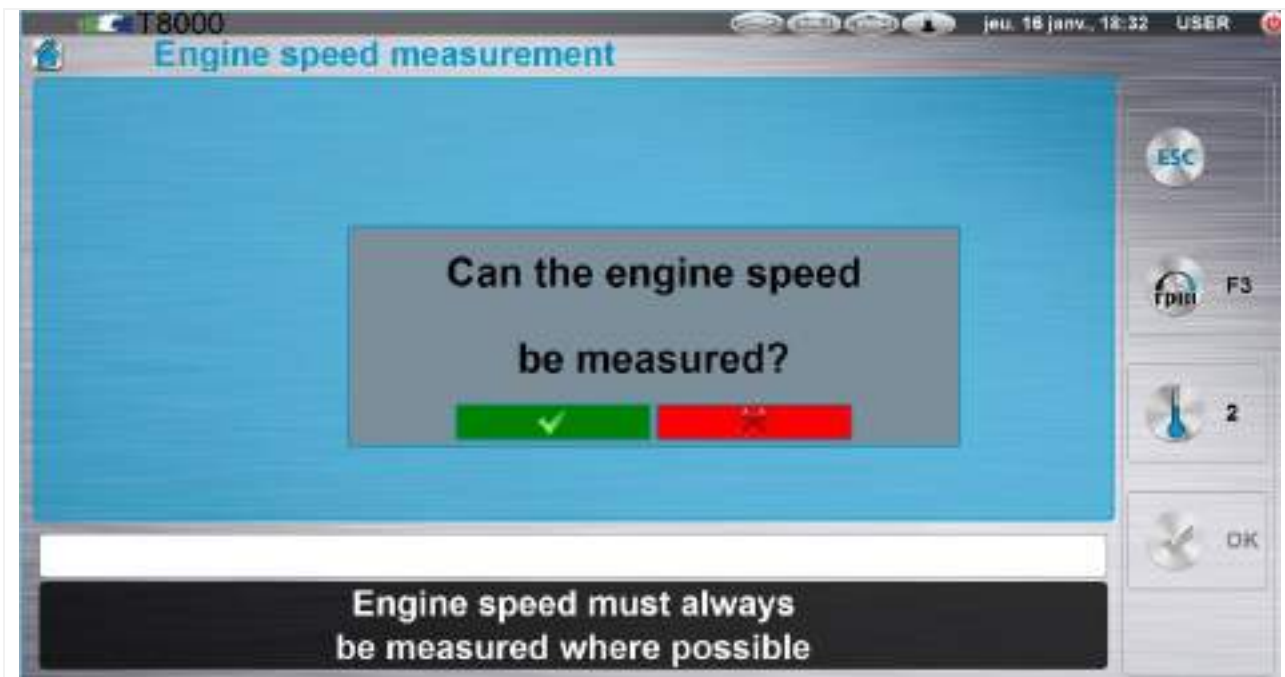 T8000 jeu. 16 janv., 18:32 USER
Engine speed measurement
ESC
Can the engine speed
be measured?
rpm F3
2
OK
Engine speed must always
be measured where possible